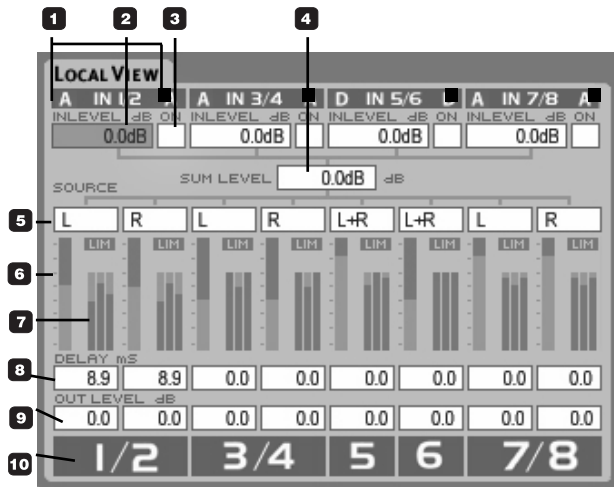 1 2 3 4
LOCAL VIEW
A IN 1/2 A IN 3/4 A D IN 5/6 D A IN 7/8 A
INLEVEL dB ON INLEVEL dB ON INLEVEL dB ON INLEVEL dB ON
0.0dB 0.0dB 0.0dB 0.0dB
SUM LEVEL 0.0dB dB
SOURCE
5 L R L R L+R L+R L R
LIM LIM LIM LIM LIM LIM LIM LIM
6
7
DELAY mS
8 8.9 8.9 0.0 0.0 0.0 0.0 0.0 0.0
OUT LEVEL dB
9 0.0 0.0 0.0 0.0 0.0 0.0 0.0 0.0
10 1/2 3/4 5 6 7/8